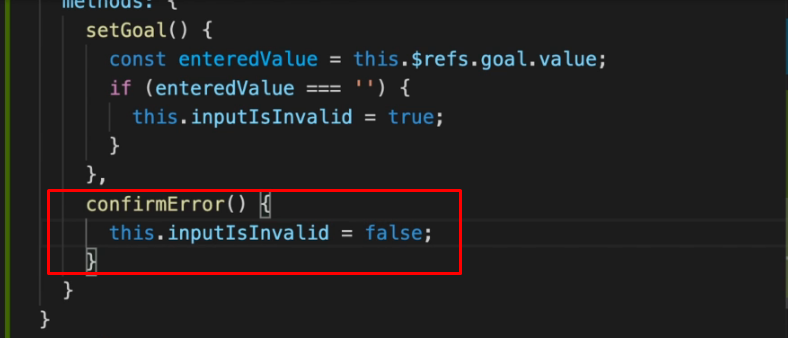 methods: {
setGoal() {
const enteredValue = this.$refs.goal.value;
if (enteredValue === '') {
this.inputIsInvalid = true;
}
},
confirmError() {
this.inputIsInvalid = false;
}
}
}